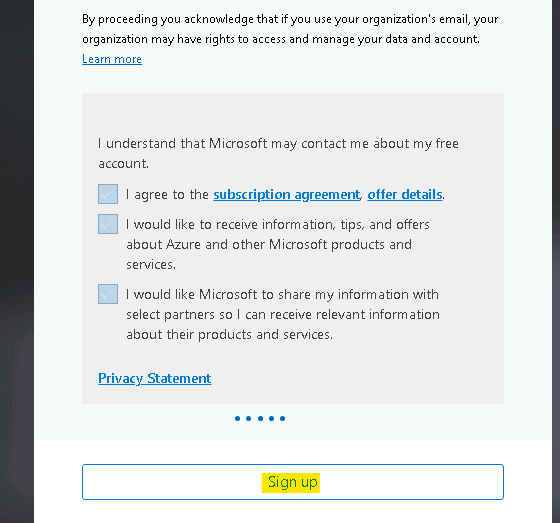 By proceeding you acknowledge that if you use your organization's email, your
organization may have rights to access and manage your data and account.
Learn more
I understand that Microsoft may contact me about my free
account.
I agree to the subscription agreement, offer details.
I would like to receive information, tips, and offers
about Azure and other Microsoft products and
services.
I would like Microsoft to share my information with
select partners so I can receive relevant information
about their products and services.
Privacy Statement
Sign up